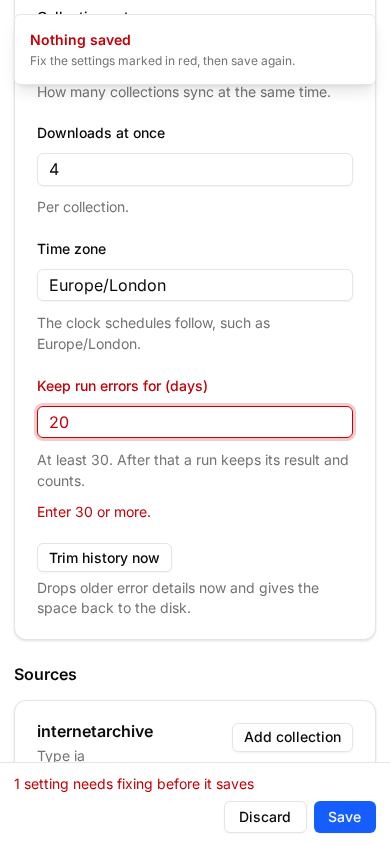 Nothing saved
Fix the settings marked in red, then save again.
How many collections sync at the same time.
Downloads at once
4
Per collection.
Time zone
Europe/London
The clock schedules follow, such as
Europe/London.
Keep run errors for (days)
20
At least 30. After that a run keeps its result and
counts.
Enter 30 or more.
Trim history now
Drops older error details now and gives the
space back to the disk.
Sources
internetarchive
Add collection
Type ia
1 setting needs fixing before it saves
Discard
Save